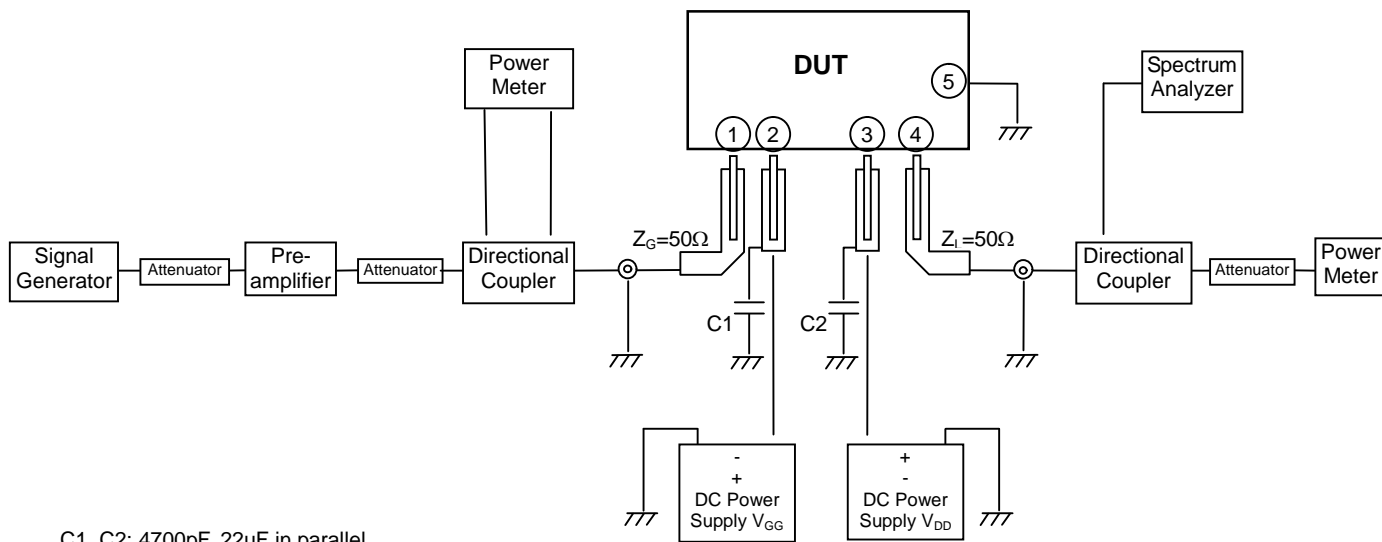 DUT
Power
Meter
5
Spectrum
Analyzer
1
2
3
4
Signal
Generator
Attenuator
Pre-
amplifier
Attenuator
Directional
Coupler
ZG=50Ω
ZL=50Ω
Directional
Coupler
Attenuator
Power
Meter
C1
C2
-
+
DC Power
Supply VGG
+
-
DC Power
Supply VDD
C1, C2: 4700pF, 22uF in parallel